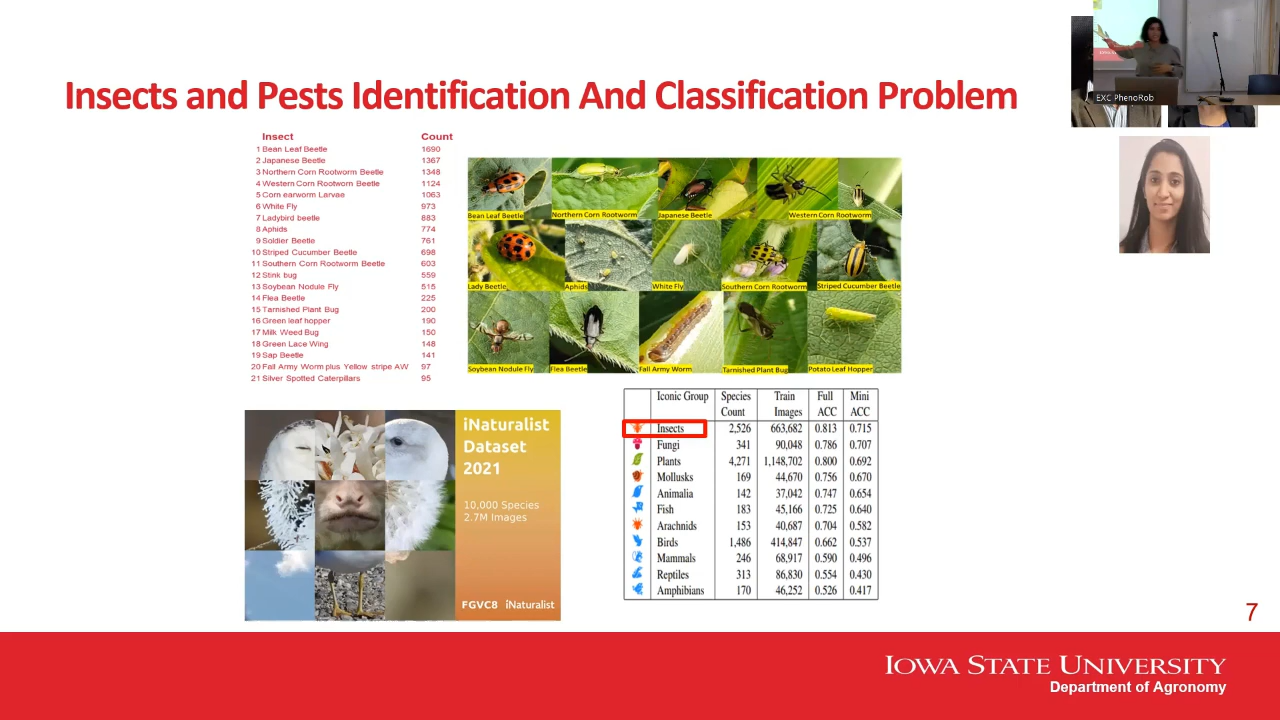 Insects and Pests Identification And Classification Problem
EXC PhenoRob
Insect Count
1 Bean Leaf Beetle 1690
2 Japanese Beetle 1367
3 Northern Corn Rootworm Beetle 1348
4 Western Corn Rootworm Beetle 1124
5 Corn earworm Larvae 1063
6 White Fly 973
7 Ladybird beetle 883
8 Aphids 774
9 Soldier Beetle 761
10 Striped Cucumber Beetle 698
11 Southern Corn Rootworm Beetle 603
12 Stink bug 559
13 Soybean Nodule Fly 515
14 Flea Beetle 225
15 Tarnished Plant Bug 200
16 Green leaf hopper 190
17 Milk Weed Bug 150
18 Green Lace Wing 148
19 Sap Beetle 141
20 Fall Army Worm plus Yellow stripe AW 97
21 Silver Spotted Caterpillars 95
Bean Leaf Beetle Northern Corn Rootworm Japanese Beetle Western Corn Rootworm
Lady Beetle Aphids White Fly Southern Corn Rootworm Striped Cucumber Beetle
Soybean Nodule Fly Flea Beetle Fall Army Worm Tarnished Plant Bug Potato Leaf Hopper
iNaturalist
Dataset
2021
10,000 Species
2.7M Images
FGVC8 iNaturalist
Iconic Group Species Train Full Mini
Count Images ACC ACC
Insects 2,526 663,682 0.813 0.715
Fungi 341 90,048 0.786 0.707
Plants 4,271 1,148,702 0.800 0.692
Mollusks 169 44,670 0.756 0.670
Animalia 142 37,042 0.747 0.654
Fish 183 45,166 0.725 0.640
Arachnids 153 40,687 0.704 0.582
Birds 1,486 414,847 0.662 0.537
Mammals 246 68,917 0.590 0.496
Reptiles 313 86,830 0.554 0.430
Amphibians 170 46,252 0.526 0.417
7
IOWA STATE UNIVERSITY
Department of Agronomy